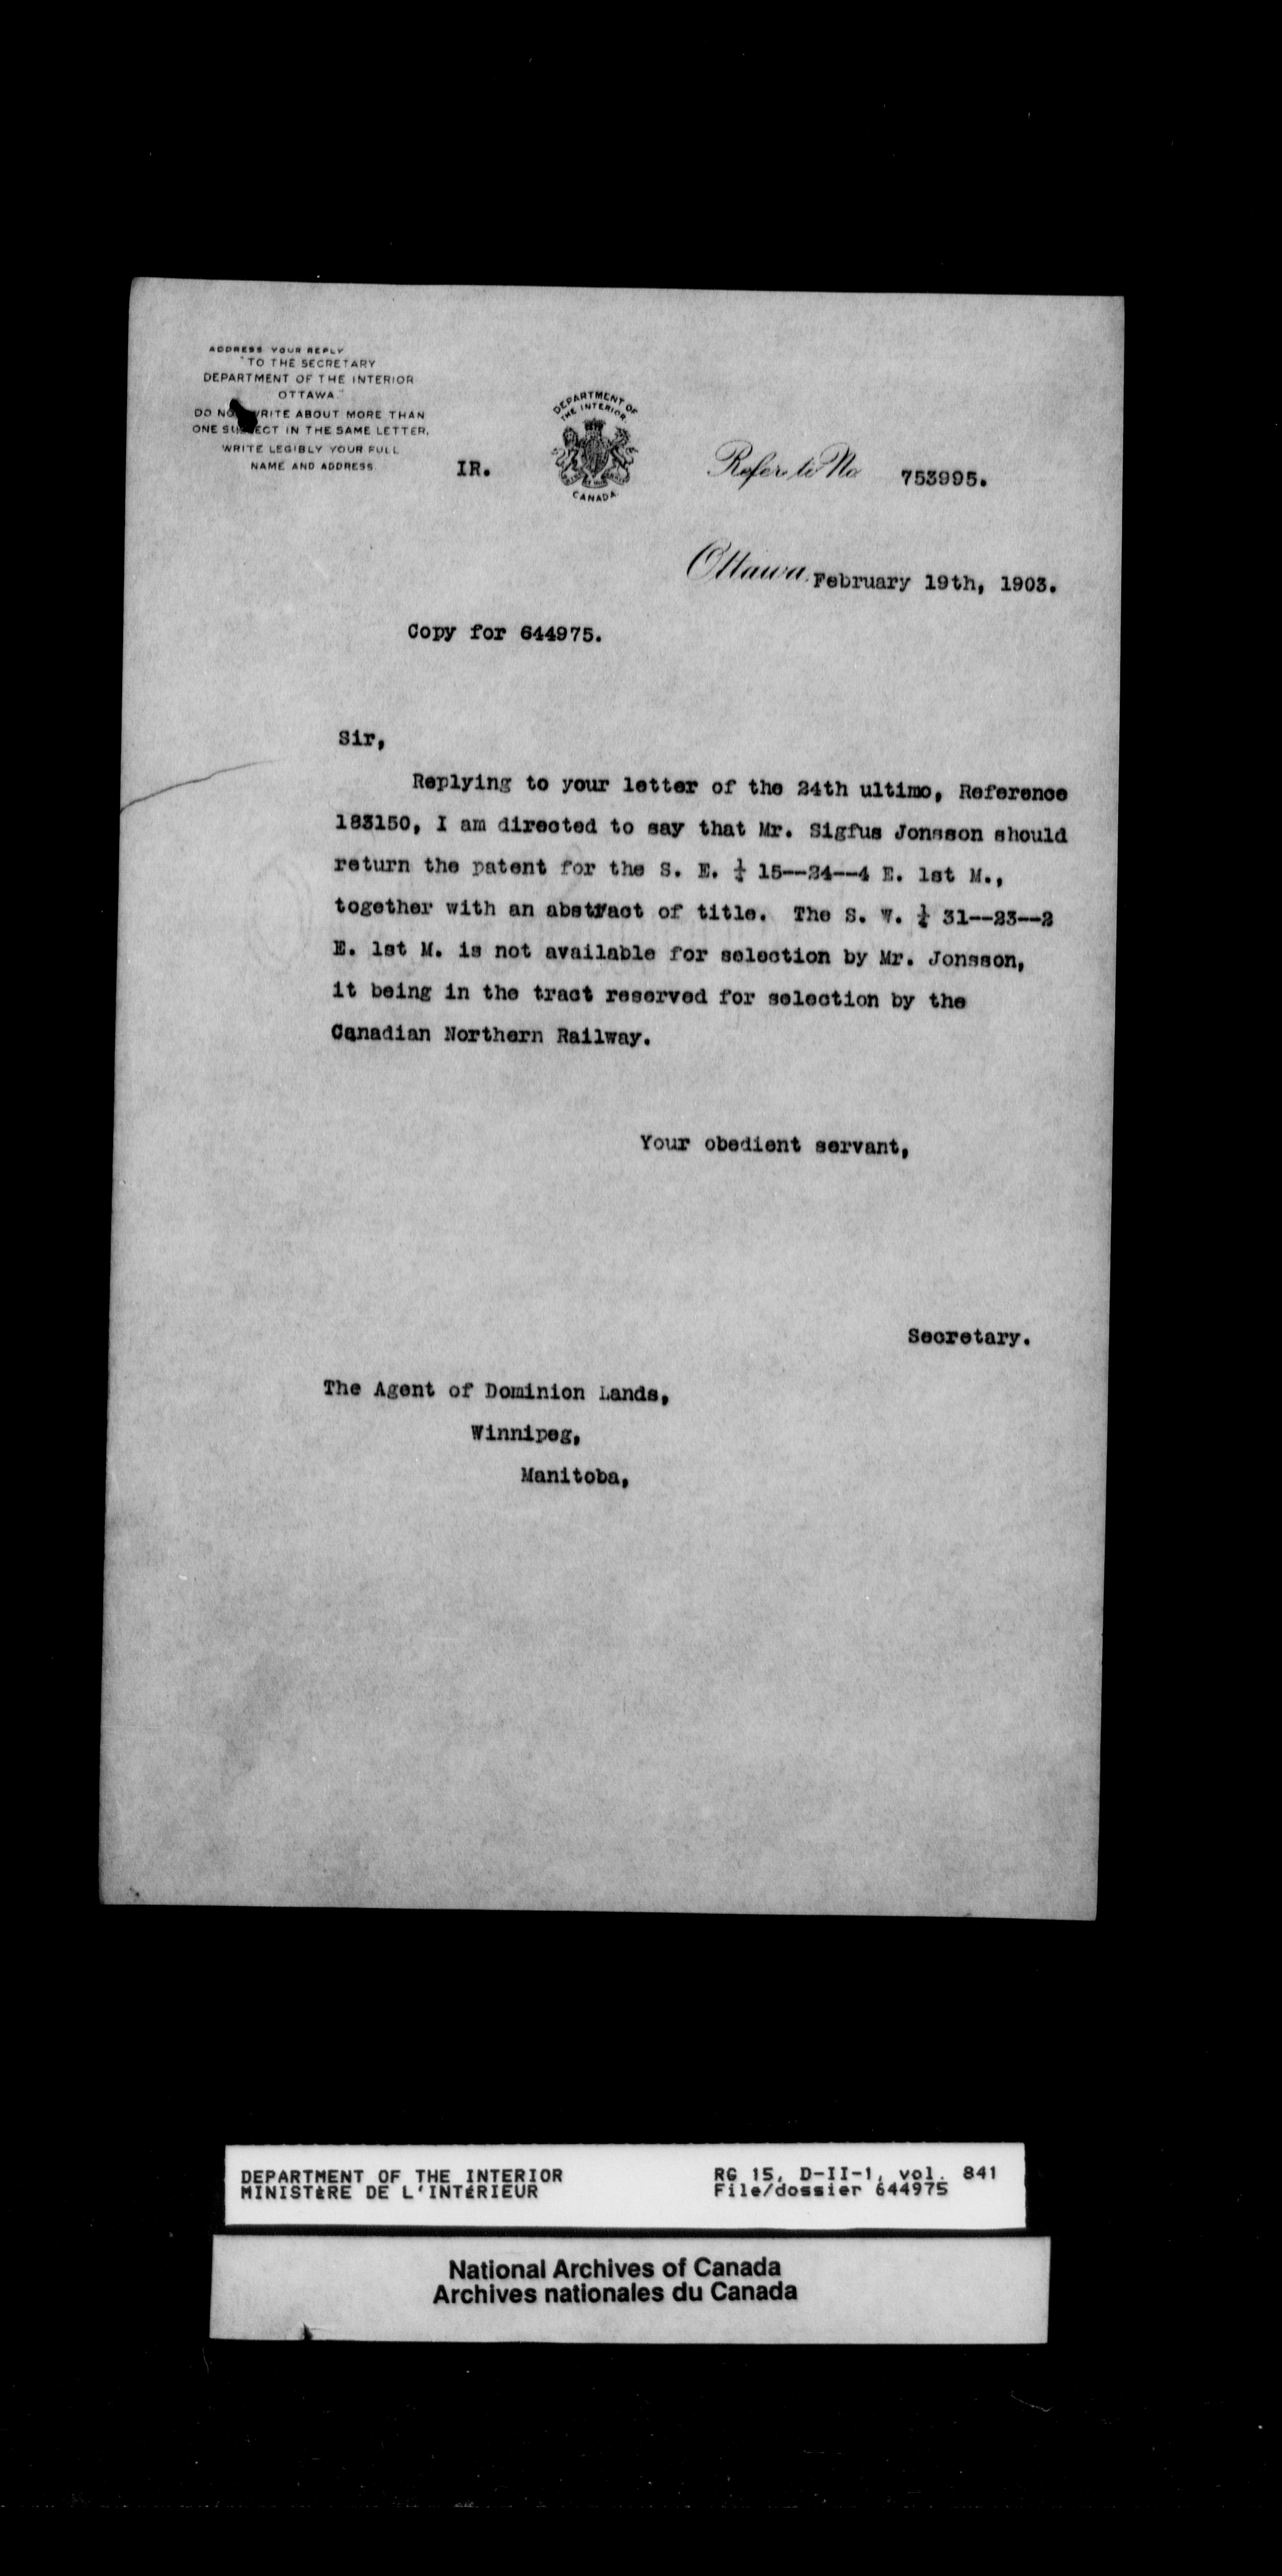 ADDRESS YOUR REPLY
"TO THE SECRETARY
DEPARTMENT OF THE INTERIOR
OTTAWA."
DO NOT WRITE ABOUT MORE THAN
ONE SUBJECT IN THE SAME LETTER.
WRITE LEGIBLY YOUR FULL
NAME AND ADDRESS
IR.
DEPARTMENT OF
THE INTERIOR
CANADA
Refer to No 753995.
Ottawa, February 19th, 1903.
Copy for 644975.
Sir,
Replying to your letter of the 24th ultimo, Reference
183150, I am directed to say that Mr. Sigfus Jonsson should
return the patent for the S. E. ¼ 15--24--4 E. 1st M.,
together with an abstract of title. The S. W. ¼ 31--23--2
E. 1st M. is not available for selection by Mr. Jonsson,
it being in the tract reserved for selection by the
Canadian Northern Railway.
Your obedient servant,
Secretary.
The Agent of Dominion Lands,
Winnipeg,
Manitoba,
DEPARTMENT OF THE INTERIOR
MINISTÈRE DE L'INTÉRIEUR
RG 15, D-II-1, vol. 841
File/dossier 644975
National Archives of Canada
Archives nationales du Canada